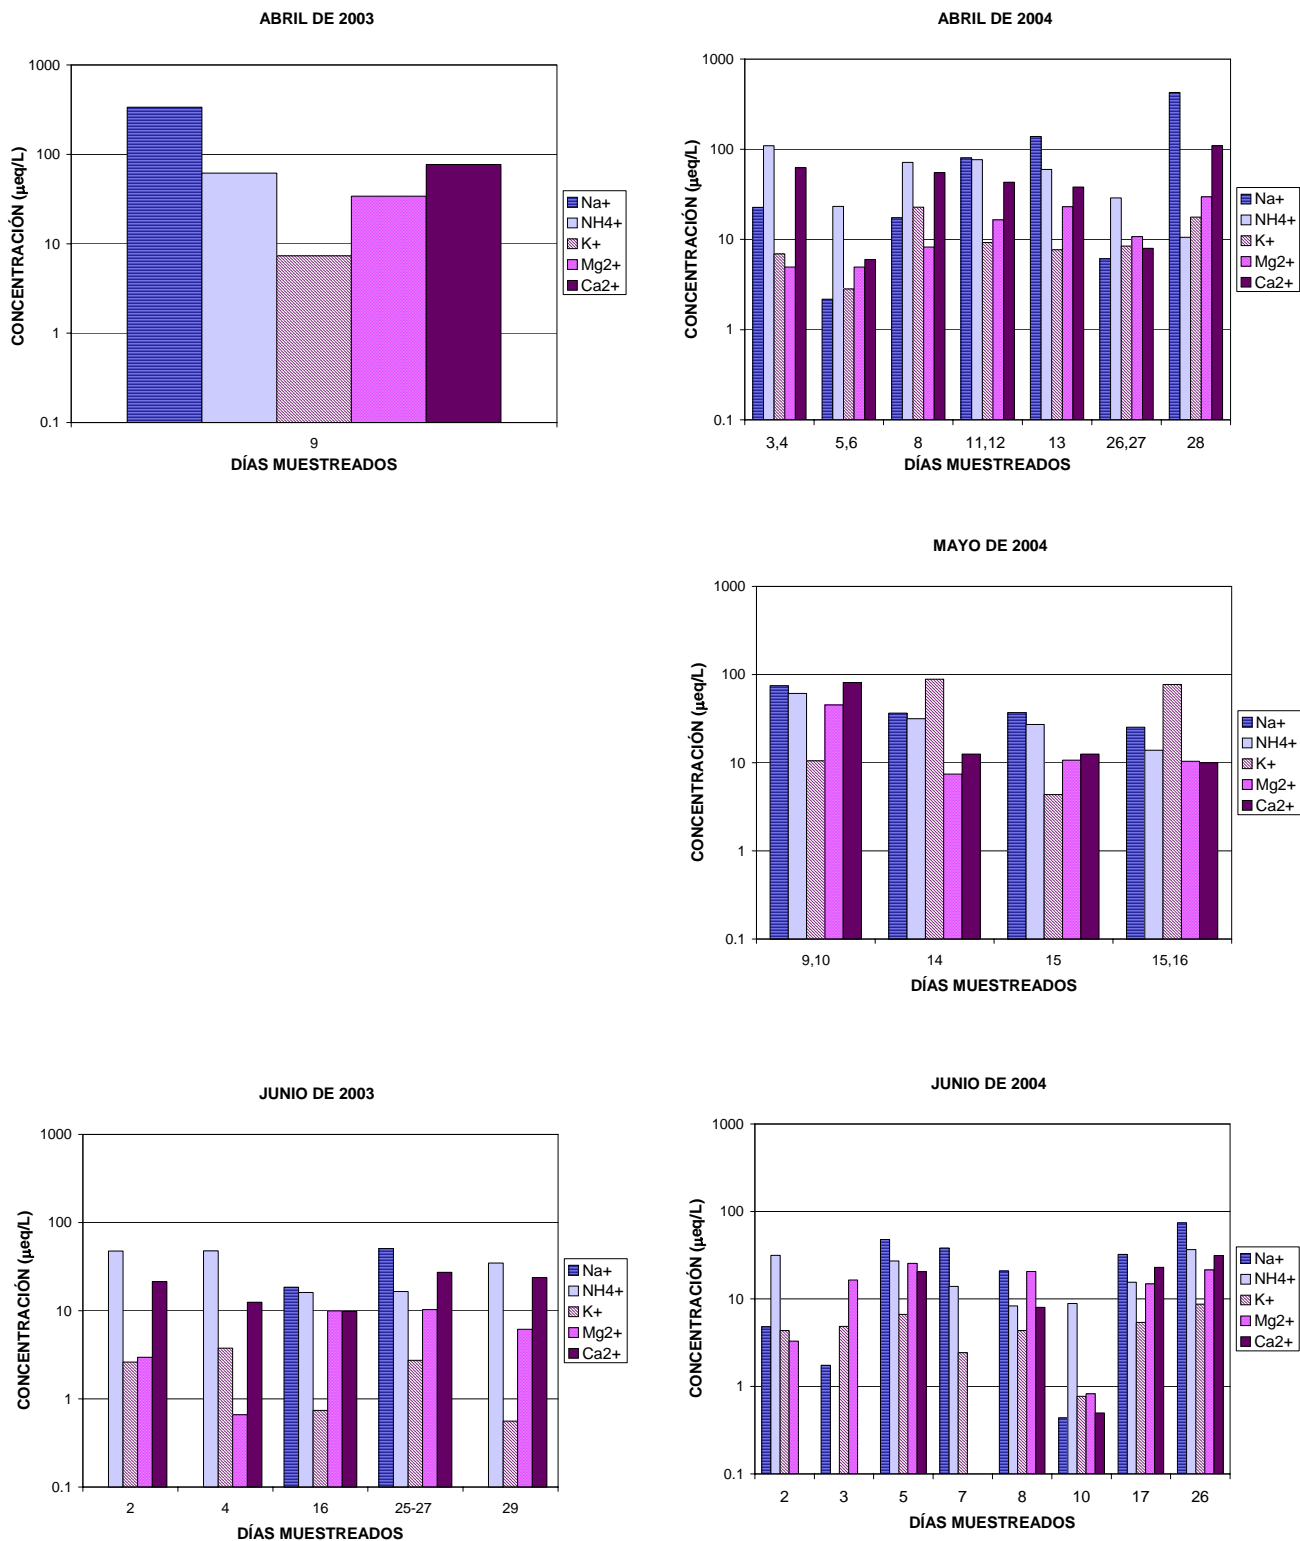 ABRIL DE 2003
1000
100
10
1
0.1
CONCENTRACIÓN (µeq/L)
9
DÍAS MUESTREADOS
Na+
NH4+
K+
Mg2+
Ca2+
ABRIL DE 2004
1000
100
10
1
0.1
CONCENTRACIÓN (µeq/L)
3,4 5,6 8 11,12 13 26,27 28
DÍAS MUESTREADOS
Na+
NH4+
K+
Mg2+
Ca2+
MAYO DE 2004
1000
100
10
1
0.1
CONCENTRACIÓN (µeq/L)
9,10 14 15 15,16
DÍAS MUESTREADOS
Na+
NH4+
K+
Mg2+
Ca2+
JUNIO DE 2003
1000
100
10
1
0.1
CONCENTRACIÓN (µeq/L)
2 4 16 25-27 29
DÍAS MUESTREADOS
Na+
NH4+
K+
Mg2+
Ca2+
JUNIO DE 2004
1000
100
10
1
0.1
CONCENTRACIÓN (µeq/L)
2 3 5 7 8 10 17 26
DÍAS MUESTREADOS
Na+
NH4+
K+
Mg2+
Ca2+